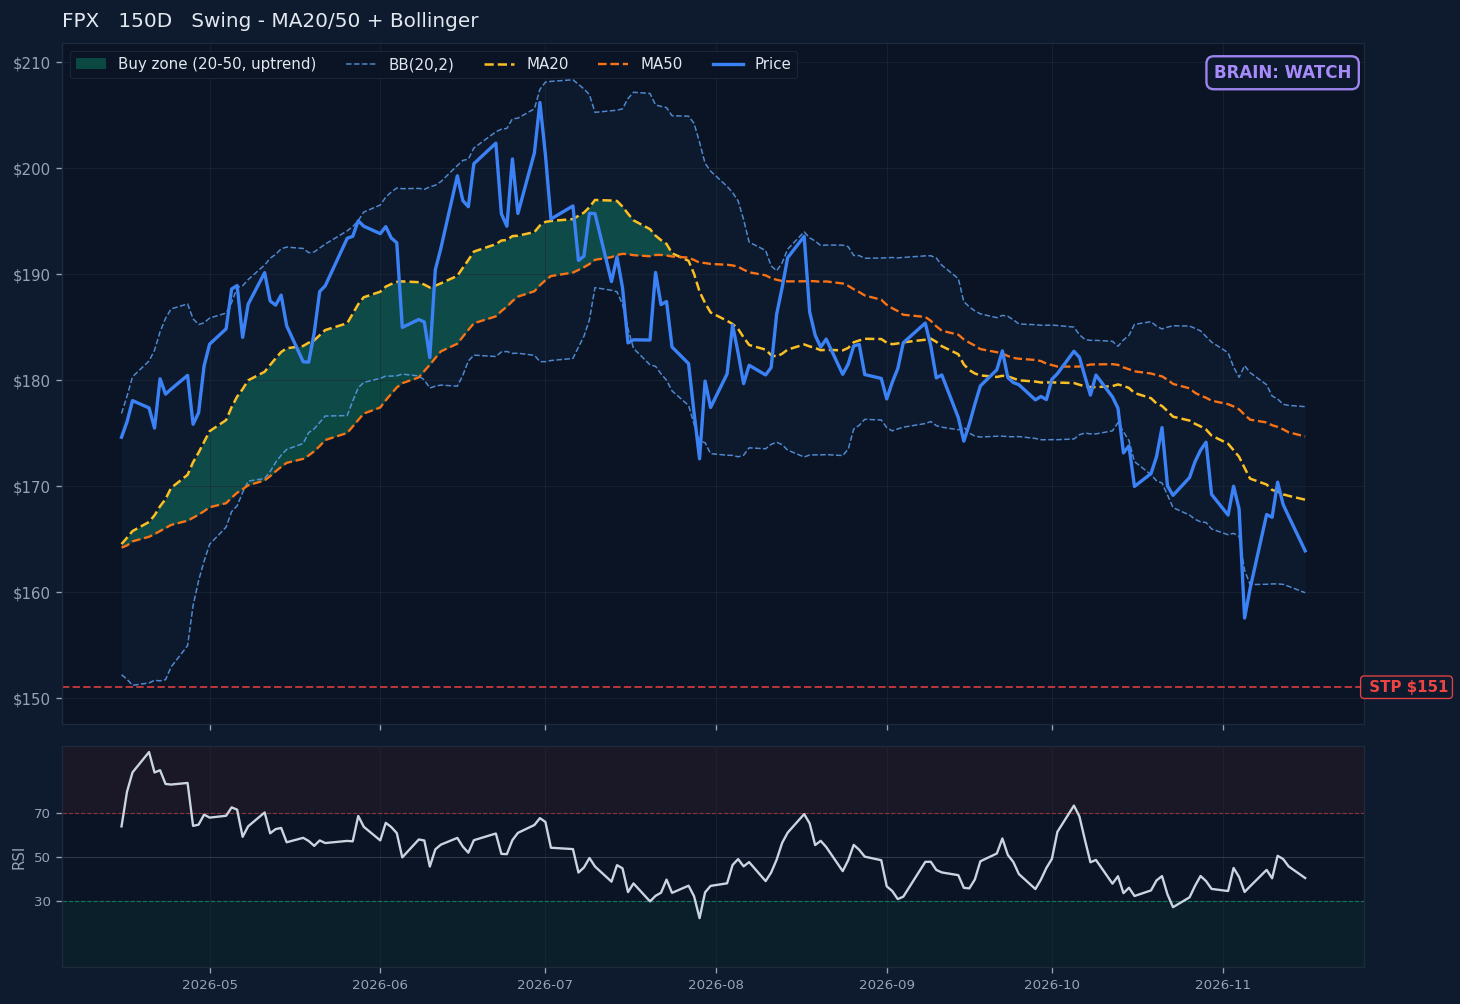 FPX   150D   Swing - MA20/50 + Bollinger
Buy zone (20-50, uptrend)   BB(20,2)   MA20   MA50   Price
BRAIN: WATCH
$210
$200
$190
$180
$170
$160
$150
STP $151
70
50
30
RSI
2026-05   2026-06   2026-07   2026-08   2026-09   2026-10   2026-11